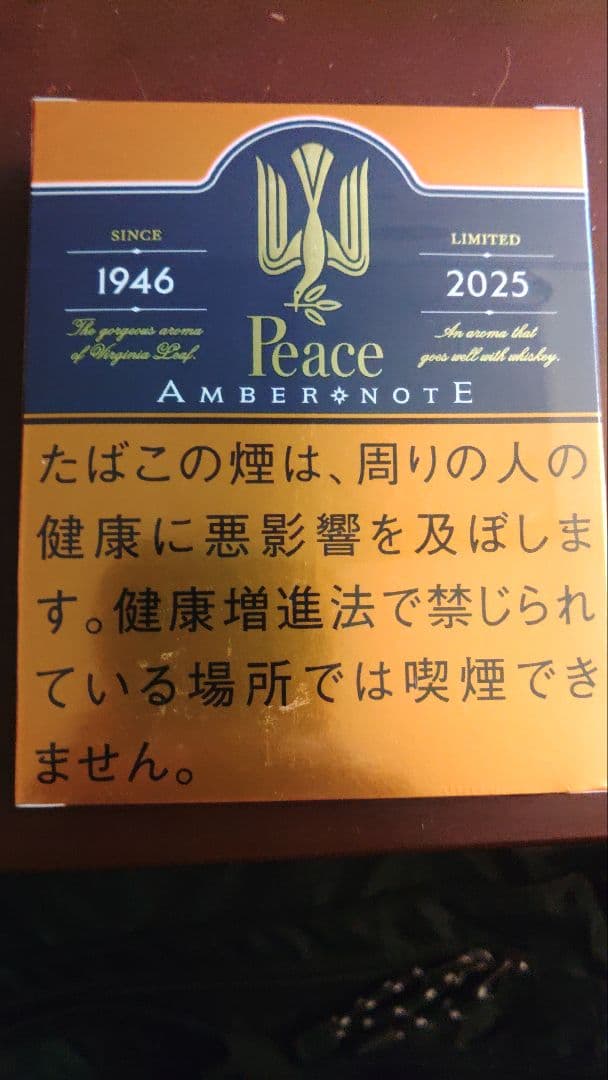 SINCE
1946
The gorgeous aroma
of Virginia Leaf.
LIMITED
2025
An aroma that
goes well with whiskey.
Peace
AMBER NOTE
たばこの煙は、周りの人の
健康に悪影響を及ぼしま
す。健康増進法で禁じられ
ている場所では喫煙でき
ません。